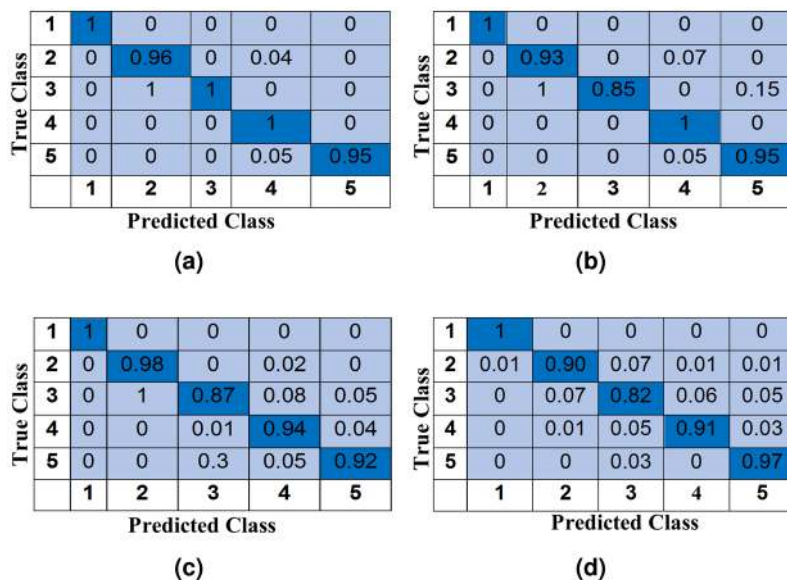 True Class
1 1 0 0 0 0
2 0 0.96 0 0.04 0
3 0 1 1 0 0
4 0 0 0 1 0
5 0 0 0 0.05 0.95
1 2 3 4 5
Predicted Class
(a)
True Class
1 1 0 0 0 0
2 0 0.93 0 0.07 0
3 0 1 0.85 0 0.15
4 0 0 0 1 0
5 0 0 0 0.05 0.95
1 2 3 4 5
Predicted Class
(b)
True Class
1 1 0 0 0 0
2 0 0.98 0 0.02 0
3 0 1 0.87 0.08 0.05
4 0 0 0.01 0.94 0.04
5 0 0 0.3 0.05 0.92
1 2 3 4 5
Predicted Class
(c)
True Class
1 1 0 0 0 0
2 0.01 0.90 0.07 0.01 0.01
3 0 0.07 0.82 0.06 0.05
4 0 0.01 0.05 0.91 0.03
5 0 0 0.03 0 0.97
1 2 3 4 5
Predicted Class
(d)